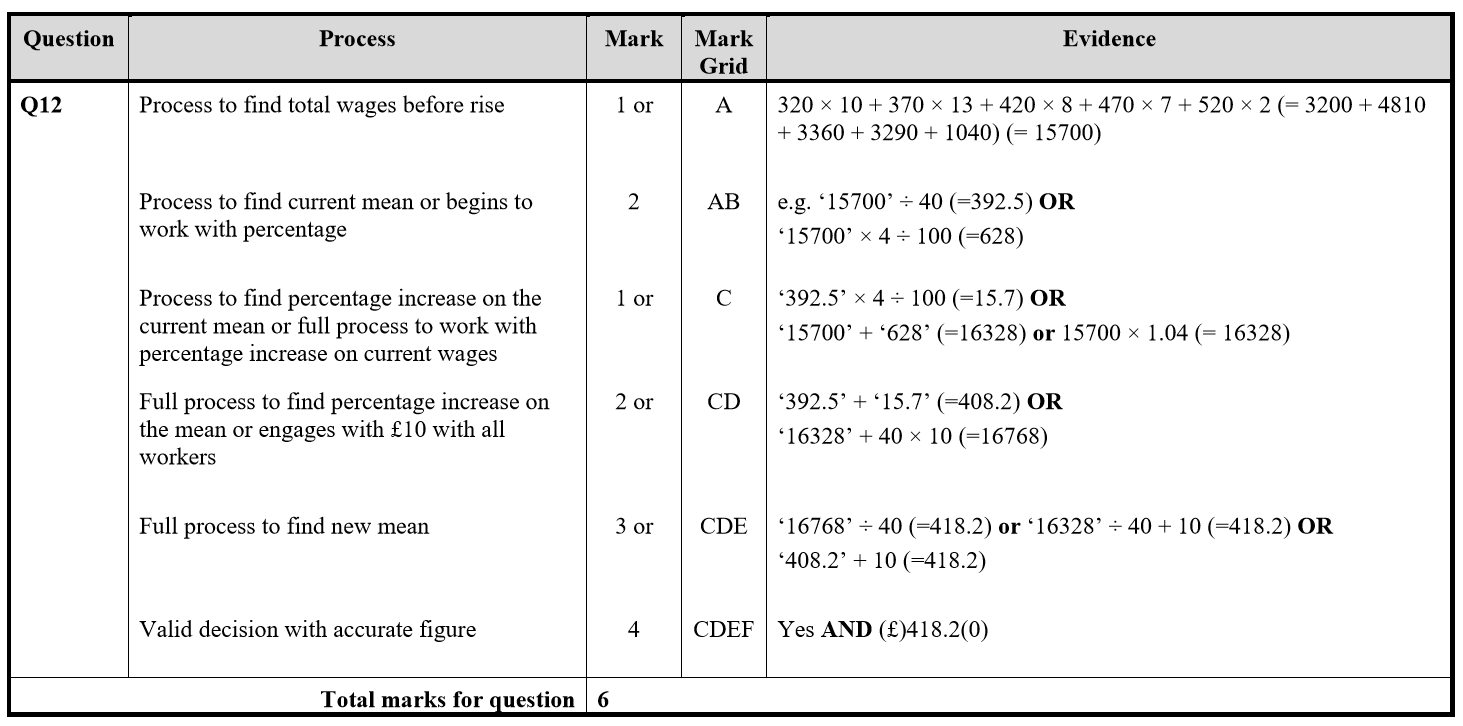 Question Process Mark Mark Grid Evidence
Q12 Process to find total wages before rise 1 or A 320 × 10 + 370 × 13 + 420 × 8 + 470 × 7 + 520 × 2 (= 3200 + 4810
+ 3360 + 3290 + 1040) (= 15700)
Process to find current mean or begins to AB e.g. ‘15700’ ÷ 40 (=392.5) OR
work with percentage 2 ‘15700’ × 4 ÷ 100 (=628)
Process to find percentage increase on the 1 or C ‘392.5’ × 4 ÷ 100 (=15.7) OR
current mean or full process to work with ‘15700’ + ‘628’ (=16328) or 15700 × 1.04 (= 16328)
percentage increase on current wages
Full process to find percentage increase on 2 or CD ‘392.5’ + ‘15.7’ (=408.2) OR
the mean or engages with £10 with all ‘16328’ + 40 × 10 (=16768)
workers
Full process to find new mean 3 or CDE ‘16768’ ÷ 40 (=418.2) or ‘16328’ ÷ 40 + 10 (=418.2) OR
‘408.2’ + 10 (=418.2)
Valid decision with accurate figure 4 CDEF Yes AND (£)418.2(0)
Total marks for question 6